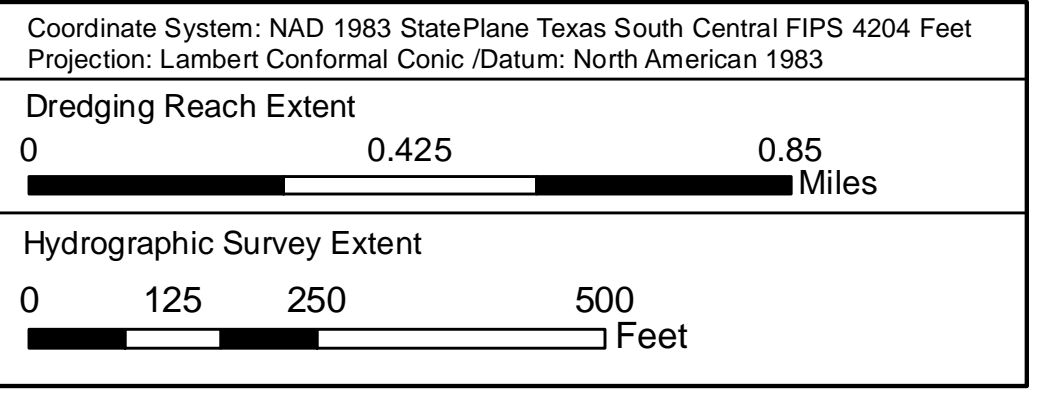 Coordinate System: NAD 1983 StatePlane Texas South Central FIPS 4204 Feet
Projection: Lambert Conformal Conic /Datum: North American 1983
Dredging Reach Extent
0 0.425 0.85
Miles
Hydrographic Survey Extent
0 125 250 500
Feet